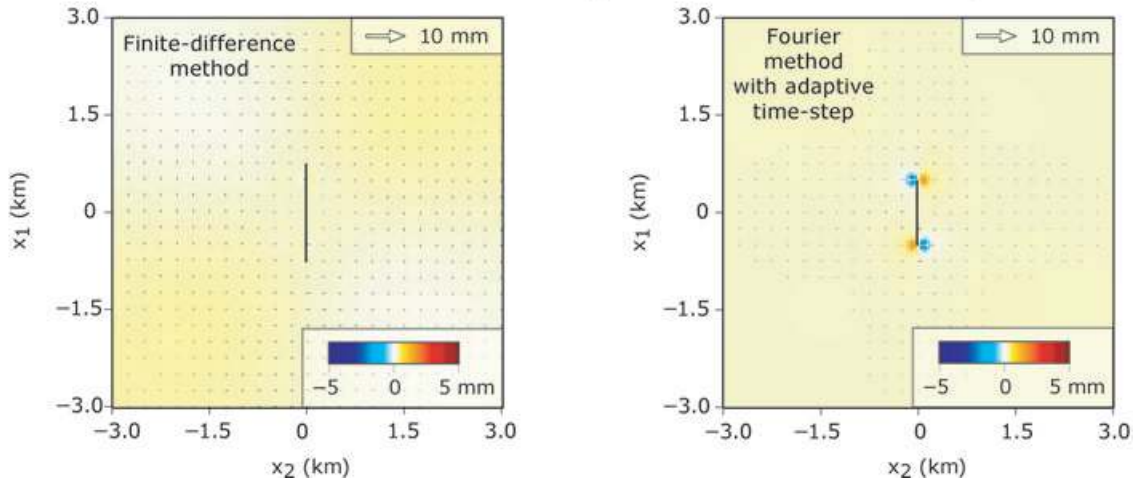 3.0
Finite-difference
method
10 mm
1.5
0
−1.5
−3.0
x1 (km)
−5 0 5 mm
−3.0 −1.5 0 1.5 3.0
x2 (km)
3.0
Fourier
method
with adaptive
time-step
10 mm
1.5
0
−1.5
−3.0
x1 (km)
−5 0 5 mm
−3.0 −1.5 0 1.5 3.0
x2 (km)